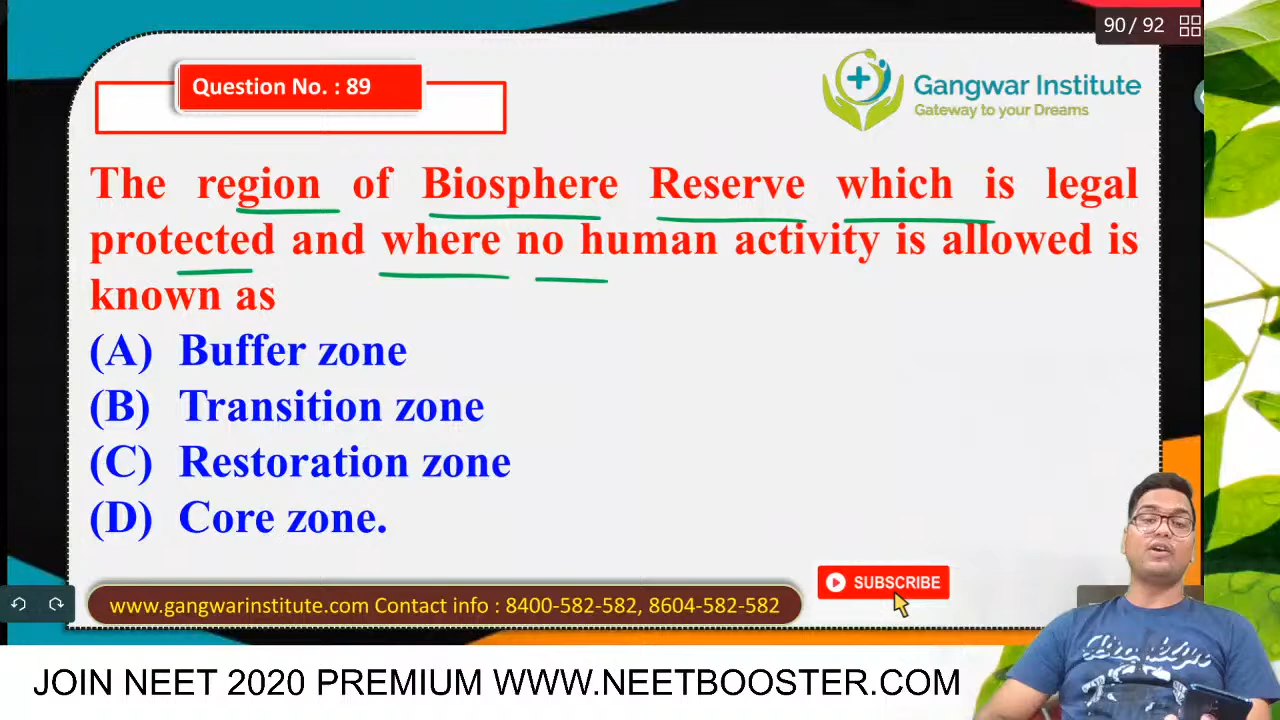 90/ 92
Question No. : 89
Gangwar Institute
Gateway to your Dreams
The region of Biosphere Reserve which is legal
protected and where no human activity is allowed is
known as
(A) Buffer zone
(B) Transition zone
(C) Restoration zone
(D) Core zone.
SUBSCRIBE
www.gangwarinstitute.com Contact info : 8400-582-582, 8604-582-582
JOIN NEET 2020 PREMIUM WWW.NEETBOOSTER.COM